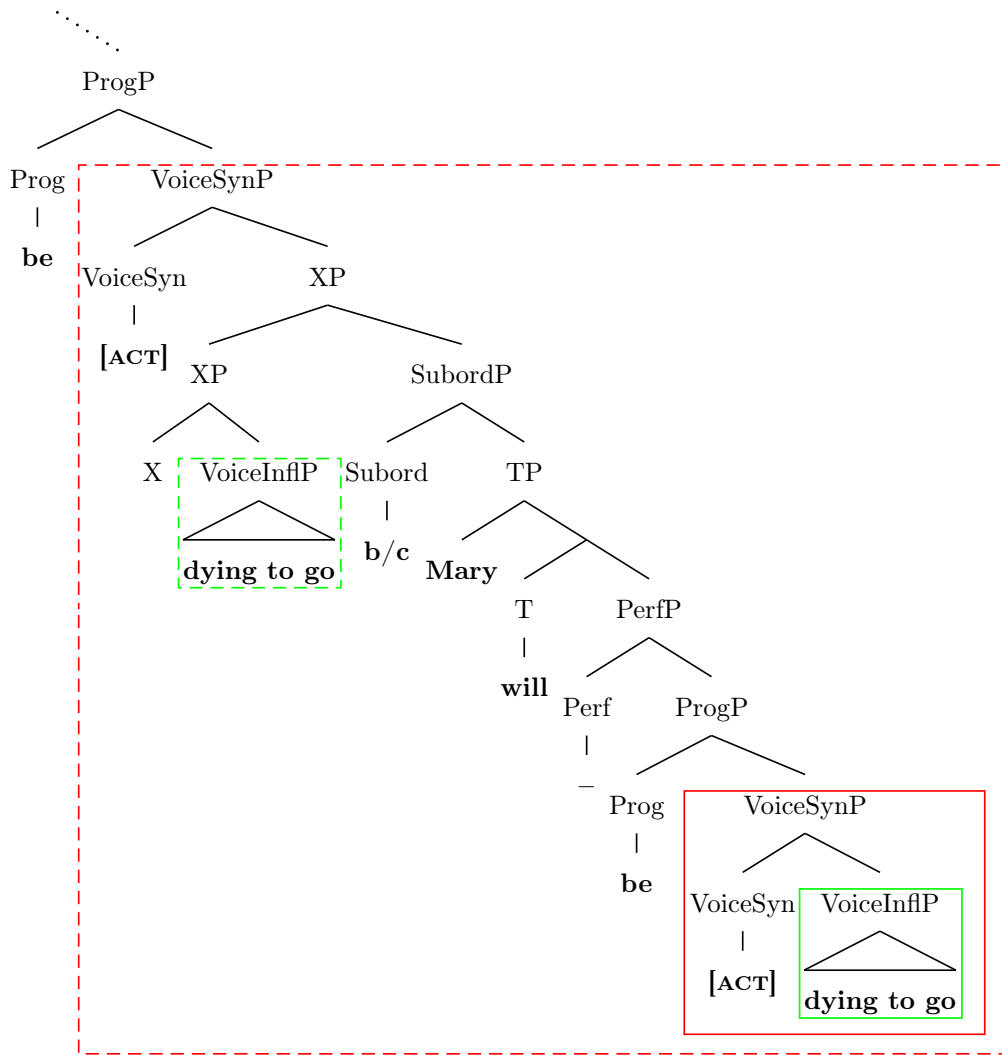 ProgP
Prog VoiceSynP
be
VoiceSyn XP
[ACT]
XP SubordP
X VoiceInflP Subord TP
dying to go b/c Mary
T PerfP
will
Perf ProgP
–
Prog VoiceSynP
be
VoiceSyn VoiceInflP
[ACT] dying to go